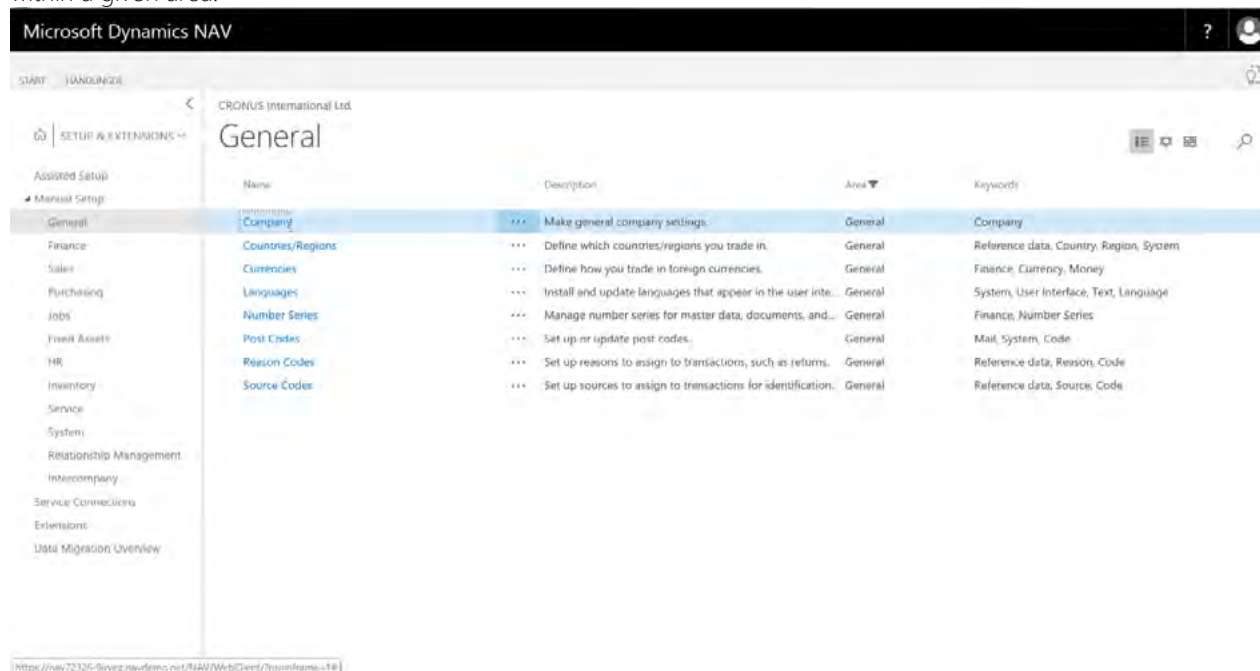 within a given area.
Microsoft Dynamics NAV ?
START HANDLINGER
CRONUS International Ltd.
SETUP & EXTENSIONS
General
Assisted Setup
Manual Setup
General
Finance
Sales
Purchasing
Jobs
Fixed Assets
HR
Inventory
Service
System
Relationship Management
Intercompany
Service Connections
Extensions
Data Migration Overview
Name Description Area Keywords
Company ... Make general company settings. General Company
Countries/Regions ... Define which countries/regions you trade in. General Reference data, Country, Region, System
Currencies ... Define how you trade in foreign currencies. General Finance, Currency, Money
Languages ... Install and update languages that appear in the user inte... General System, User Interface, Text, Language
Number Series ... Manage number series for master data, documents, and... General Finance, Number Series
Post Codes ... Set up or update post codes. General Mail, System, Code
Reason Codes ... Set up reasons to assign to transactions, such as returns. General Reference data, Reason, Code
Source Codes ... Set up sources to assign to transactions for identification. General Reference data, Source, Code